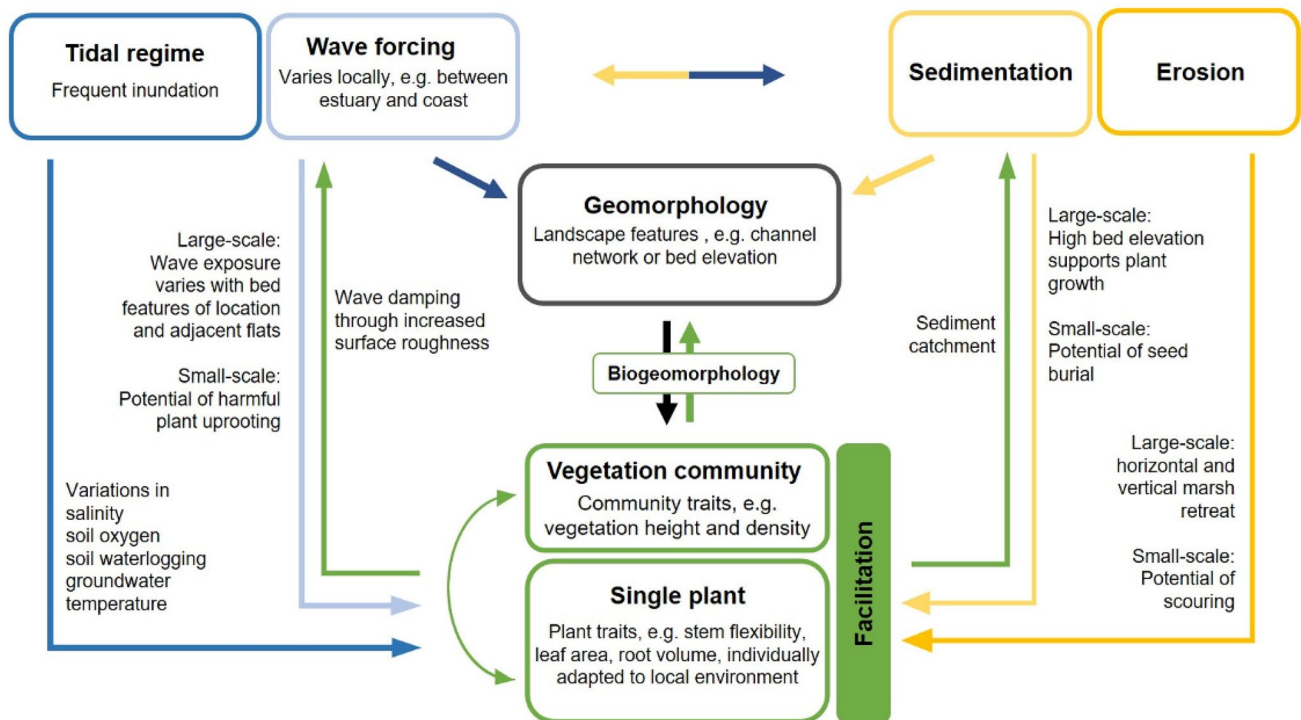 Tidal regime
Frequent inundation
Wave forcing
Varies locally, e.g. between
estuary and coast
Sedimentation
Erosion
Geomorphology
Landscape features , e.g. channel
network or bed elevation
Large-scale:
Wave exposure
varies with bed
features of location
and adjacent flats
Small-scale:
Potential of harmful
plant uprooting
Wave damping
through increased
surface roughness
Variations in
salinity
soil oxygen
soil waterlogging
groundwater
temperature
Biogeomorphology
Sediment
catchment
Large-scale:
High bed elevation
supports plant
growth
Small-scale:
Potential of seed
burial
Large-scale:
horizontal and
vertical marsh
retreat
Small-scale:
Potential of
scouring
Vegetation community
Community traits, e.g.
vegetation height and density
Single plant
Plant traits, e.g. stem flexibility,
leaf area, root volume, individually
adapted to local environment
Facilitation